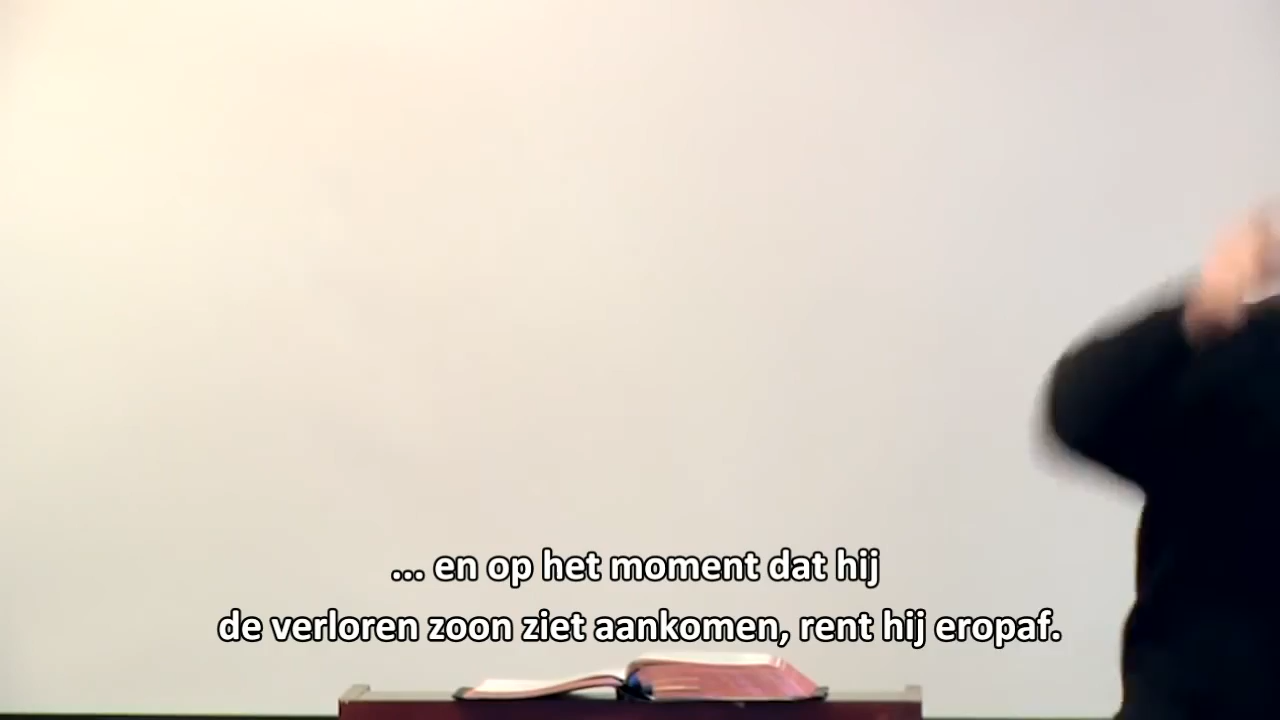 ... en op het moment dat hij
de verloren zoon ziet aankomen, rent hij eropaf.